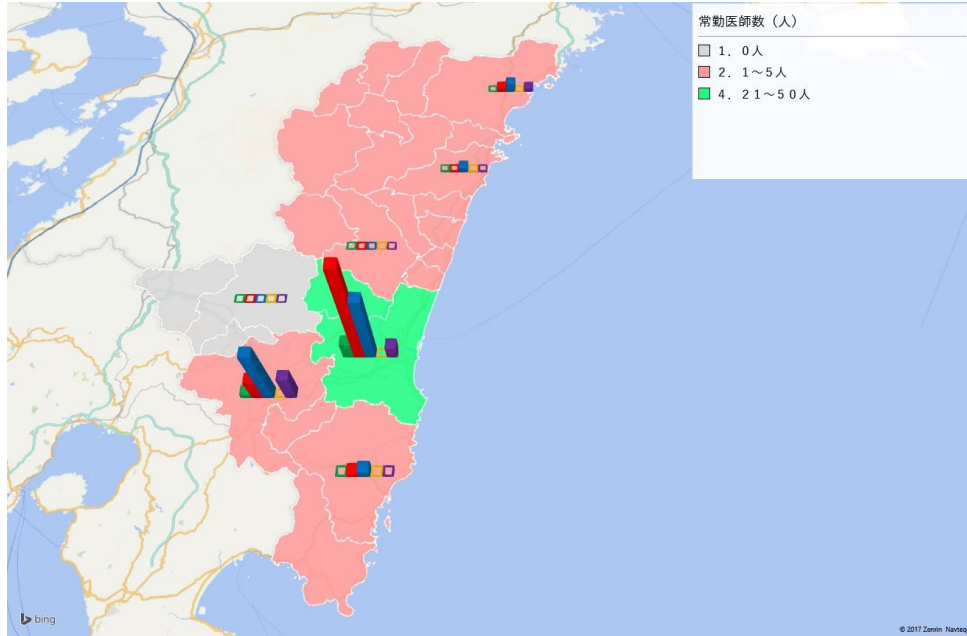 常勤医師数（人）
１．０人
２．１～５人
４．２１～５０人
bing
© 2017 Zenrin Navteq